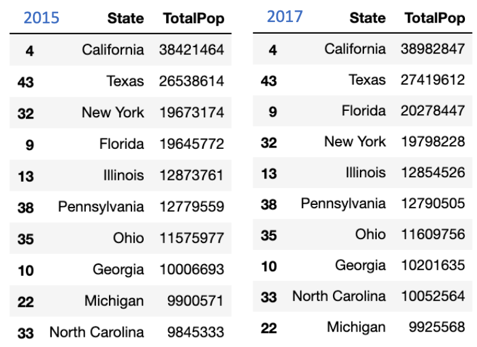 2015 State TotalPop
4 California 38421464
43 Texas 26538614
32 New York 19673174
9 Florida 19645772
13 Illinois 12873761
38 Pennsylvania 12779559
35 Ohio 11575977
10 Georgia 10006693
22 Michigan 9900571
33 North Carolina 9845333
2017 State TotalPop
4 California 38982847
43 Texas 27419612
9 Florida 20278447
32 New York 19798228
13 Illinois 12854526
38 Pennsylvania 12790505
35 Ohio 11609756
10 Georgia 10201635
33 North Carolina 10052564
22 Michigan 9925568